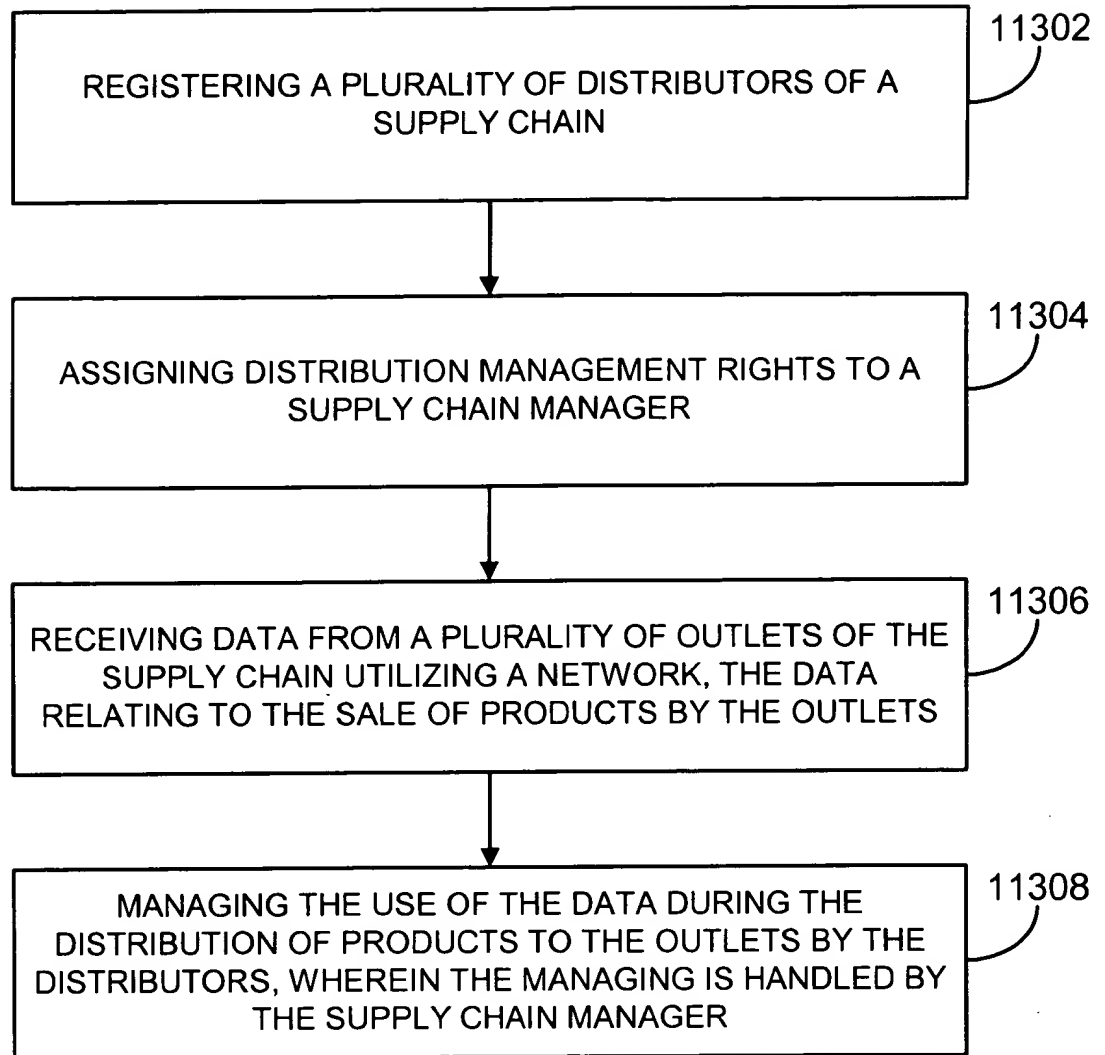 11302
REGISTERING A PLURALITY OF DISTRIBUTORS OF A
SUPPLY CHAIN
11304
ASSIGNING DISTRIBUTION MANAGEMENT RIGHTS TO A
SUPPLY CHAIN MANAGER
11306
RECEIVING DATA FROM A PLURALITY OF OUTLETS OF THE
SUPPLY CHAIN UTILIZING A NETWORK, THE DATA
RELATING TO THE SALE OF PRODUCTS BY THE OUTLETS
11308
MANAGING THE USE OF THE DATA DURING THE
DISTRIBUTION OF PRODUCTS TO THE OUTLETS BY THE
DISTRIBUTORS, WHEREIN THE MANAGING IS HANDLED BY
THE SUPPLY CHAIN MANAGER